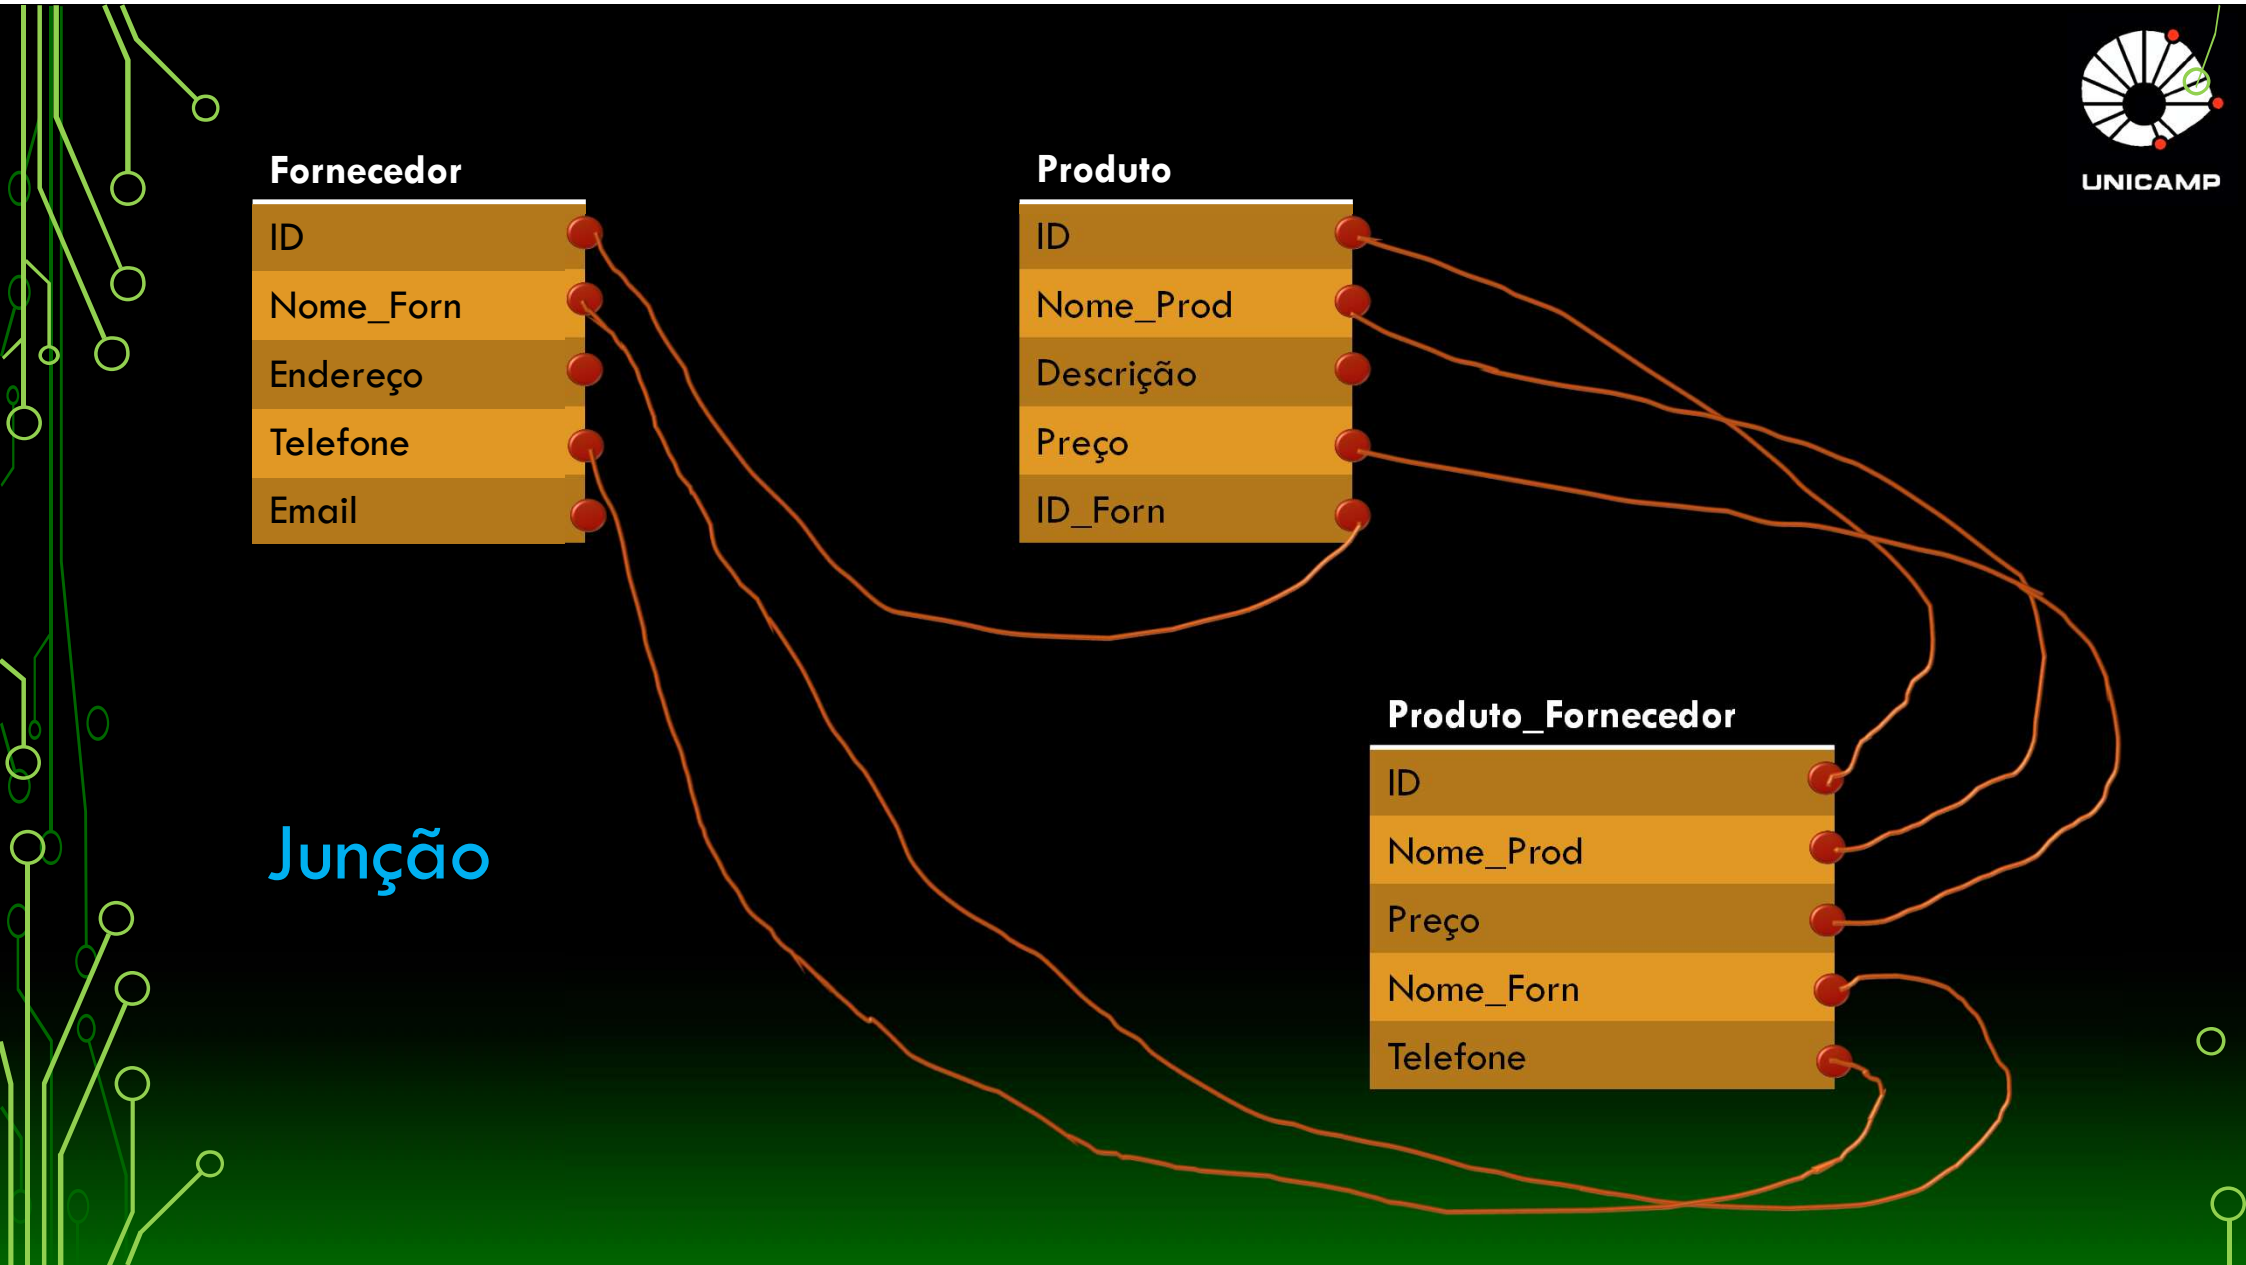 UNICAMP
Fornecedor
ID
Nome_Forn
Endereço
Telefone
Email
Produto
ID
Nome_Prod
Descrição
Preço
ID_Forn
Produto_Fornecedor
ID
Nome_Prod
Preço
Nome_Forn
Telefone
Junção